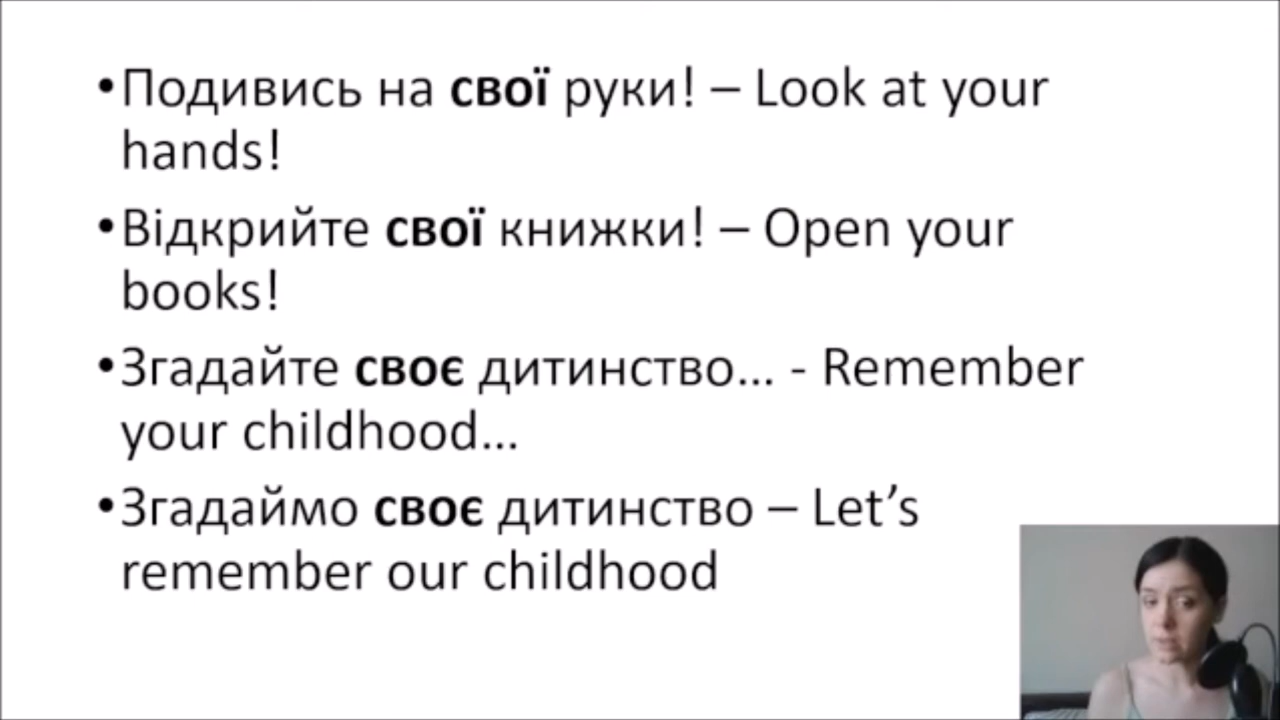 •Подивись на свої руки! – Look at your
hands!
•Відкрийте свої книжки! – Open your
books!
•Згадайте своє дитинство... - Remember
your childhood...
•Згадаймо своє дитинство – Let’s
remember our childhood